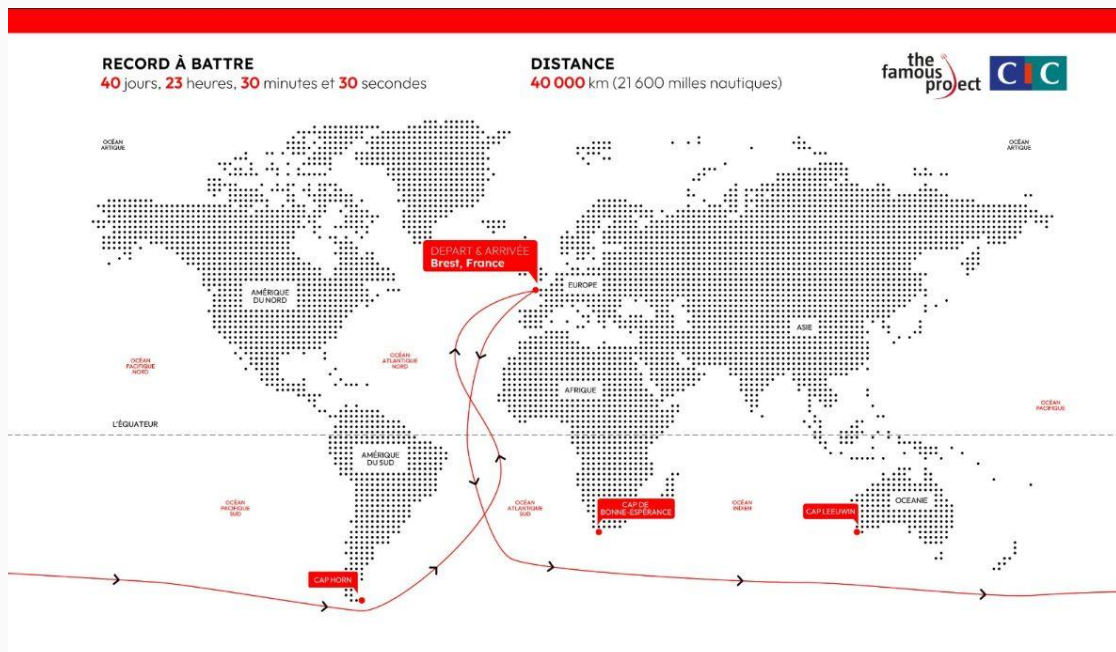 RECORD À BATTRE
40 jours, 23 heures, 30 minutes et 30 secondes
DISTANCE
40 000 km (21 600 milles nautiques)
the
famous
project
CIC
OCÉAN
ARTIQUE
OCÉAN
ARTIQUE
DEPART & ARRIVÉE
Brest, France
AMÉRIQUE
DU NORD
EUROPE
ASIE
OCÉAN
PACIFIQUE
NORD
OCÉAN
ATLANTIQUE
NORD
AFRIQUE
OCÉAN
PACIFIQUE
L'ÉQUATEUR
AMÉRIQUE
DU SUD
OCÉAN
PACIFIQUE
SUD
OCÉAN
ATLANTIQUE
SUD
CAP DE
BONNE-ESPÉRANCE
OCÉAN
INDIEN
CAP LEEUWIN
OCEANIE
CAP HORN